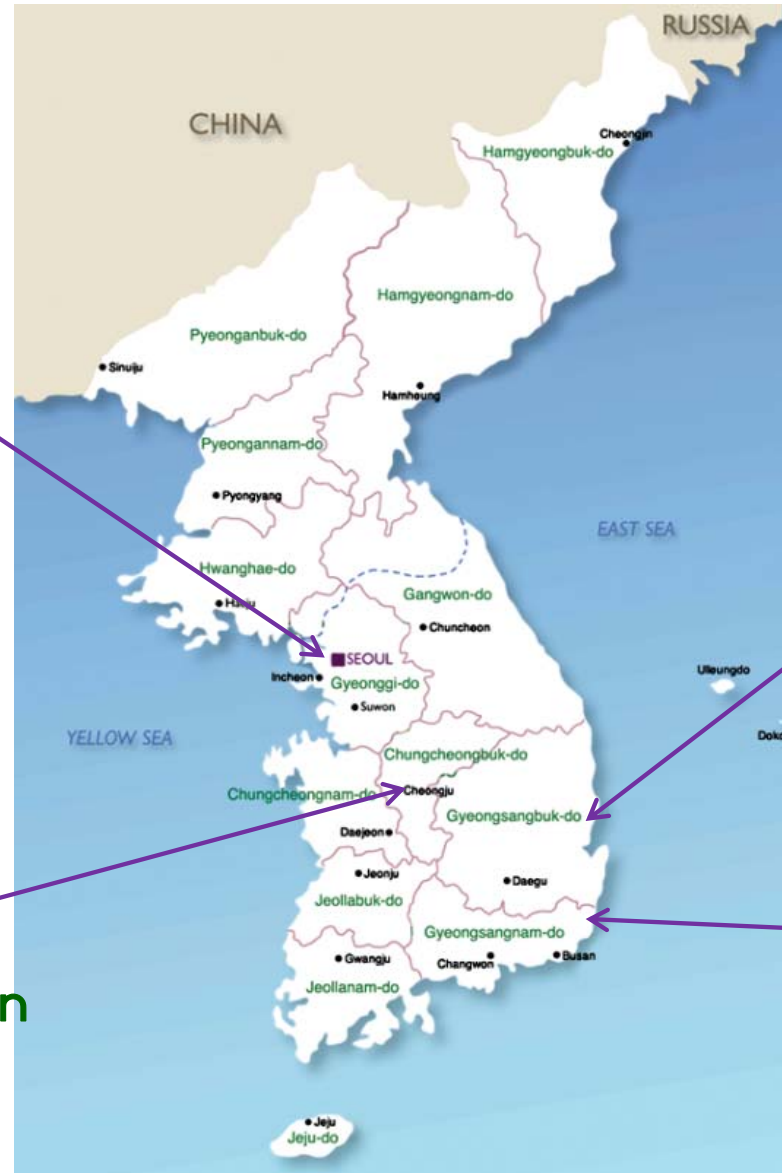 RUSSIA
CHINA
Cheongjin
Hamgyeongbuk-do
Hamgyeongnam-do
Pyeonganbuk-do
Sinuiju
Hamheung
Pyeongannam-do
Pyongyang
EAST SEA
Hwanghae-do
Gangwon-do
Haeju
Chuncheon
SEOUL
Ulleungdo
Incheon
Gyeonggi-do
Suwon
YELLOW SEA
Chungcheongbuk-do
Cheongju
Chungcheongnam-do
Gyeongsangbuk-do
Daejeon
Jeonju
Daegu
Jeollabuk-do
Gyeongsangnam-do
Gwangju
Changwon
Busan
Jeollanam-do
n
Jeju
Jeju-do